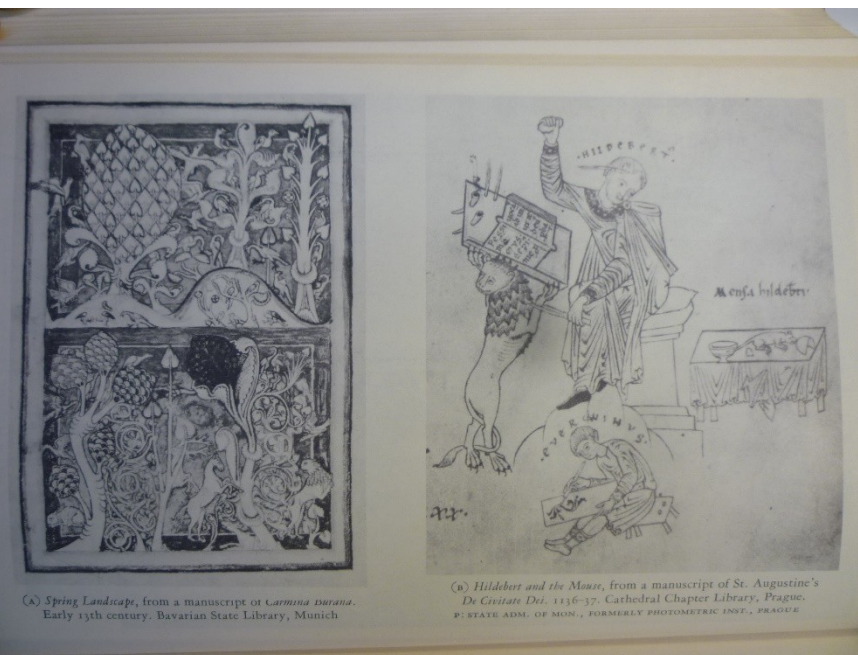 HILDEBERT
Mensa hildeberti
EVERWINVS
(A) Spring Landscape, from a manuscript of Carmina Burana.
Early 13th century. Bavarian State Library, Munich
(B) Hildebert and the Mouse, from a manuscript of St. Augustine's
De Civitate Dei. 1136–37. Cathedral Chapter Library, Prague.
P: STATE ADM. OF MON., FORMERLY PHOTOMETRIC INST., PRAGUE